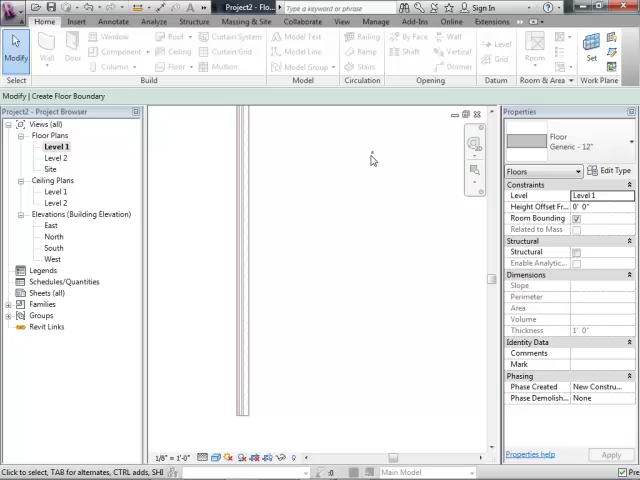 Project2 - Flo...
Type a keyword or phrase
Sign In
Home
Insert
Annotate
Analyze
Structure
Massing & Site
Collaborate
View
Manage
Add-Ins
Online
Extensions
Modify
Wall
Door
Window
Component
Column
Roof
Ceiling
Floor
Curtain System
Curtain Grid
Mullion
Model Text
Model Line
Model Group
Railing
Ramp
Stairs
By Face
Shaft
Wall
Vertical
Dormer
Level
Grid
Room
Set
Select
Build
Model
Circulation
Opening
Datum
Room & Area
Work Plane
Modify | Create Floor Boundary
Project2 - Project Browser
Views (all)
Floor Plans
Level 1
Level 2
Site
Ceiling Plans
Level 1
Level 2
Elevations (Building Elevation)
East
North
South
West
Legends
Schedules/Quantities
Sheets (all)
Families
Groups
Revit Links
Properties
Floor
Generic - 12"
Floors
Edit Type
Constraints
Level Level 1
Height Offset Fr... 0' 0"
Room Bounding
Related to Mass
Structural
Structural
Enable Analytic...
Dimensions
Slope
Perimeter
Area
Volume
Thickness 1' 0"
Identity Data
Comments
Mark
Phasing
Phase Created New Constru...
Phase Demolish... None
Properties help
Apply
1/8" = 1'-0"
Click to select, TAB for alternates, CTRL adds, SHI
:0
Main Model
Pre